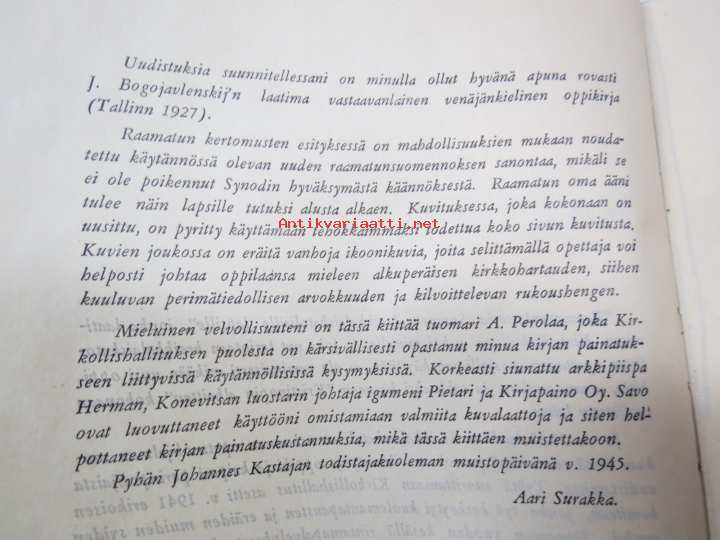 Uudistuksia suunnitellessani on minulla ollut hyvänä apuna rovasti
J. Bogojavlenskij'n laatima vastaavanlainen venäjänkielinen oppikirja
(Tallinn 1927).
Raamatun kertomusten esityksessä on mahdollisuuksien mukaan nouda-
tettu käytännössä olevan uuden raamatunsuomennoksen sanontaa, mikäli se
ei ole poikennut Synodin hyväksymästä käännöksestä. Raamatun oma ääni
tulee näin lapsille tutuksi alusta alkaen. Kuvituksessa, joka kokonaan on
Antikvariaatti.net
uusittu, on pyritty käyttämään tehokkaimmaksi todettua koko sivun kuvitusta.
Kuvien joukossa on eräitä vanhoja ikoonikuvia, joita selittämällä opettaja voi
helposti johtaa oppilaansa mieleen alkuperäisen kirkkohartauden, siihen
kuuluvan perimätiedollisen arvokkuuden ja kilvoittelevan rukoushengen.
Mieluinen velvollisuuteni on tässä kiittää tuomari A. Perolaa, joka Kir-
kollishallituksen puolesta on kärsivällisesti opastanut minua kirjan painatuk-
seen liittyvissä käytännöllisissä kysymyksissä. Korkeasti siunattu arkkipiispa
Herman, Konevitsan luostarin johtaja igumeni Pietari ja Kirjapaino Oy. Savo
ovat luovuttaneet käyttööni omistamiaan valmiita kuvalaattoja ja siten hel-
pottaneet kirjan painatuskustannuksia, mikä tässä kiittäen muistettakoon.
Pyhän Johannes Kastajan todistajakuoleman muistopäivänä v. 1945.
Aari Surakka.